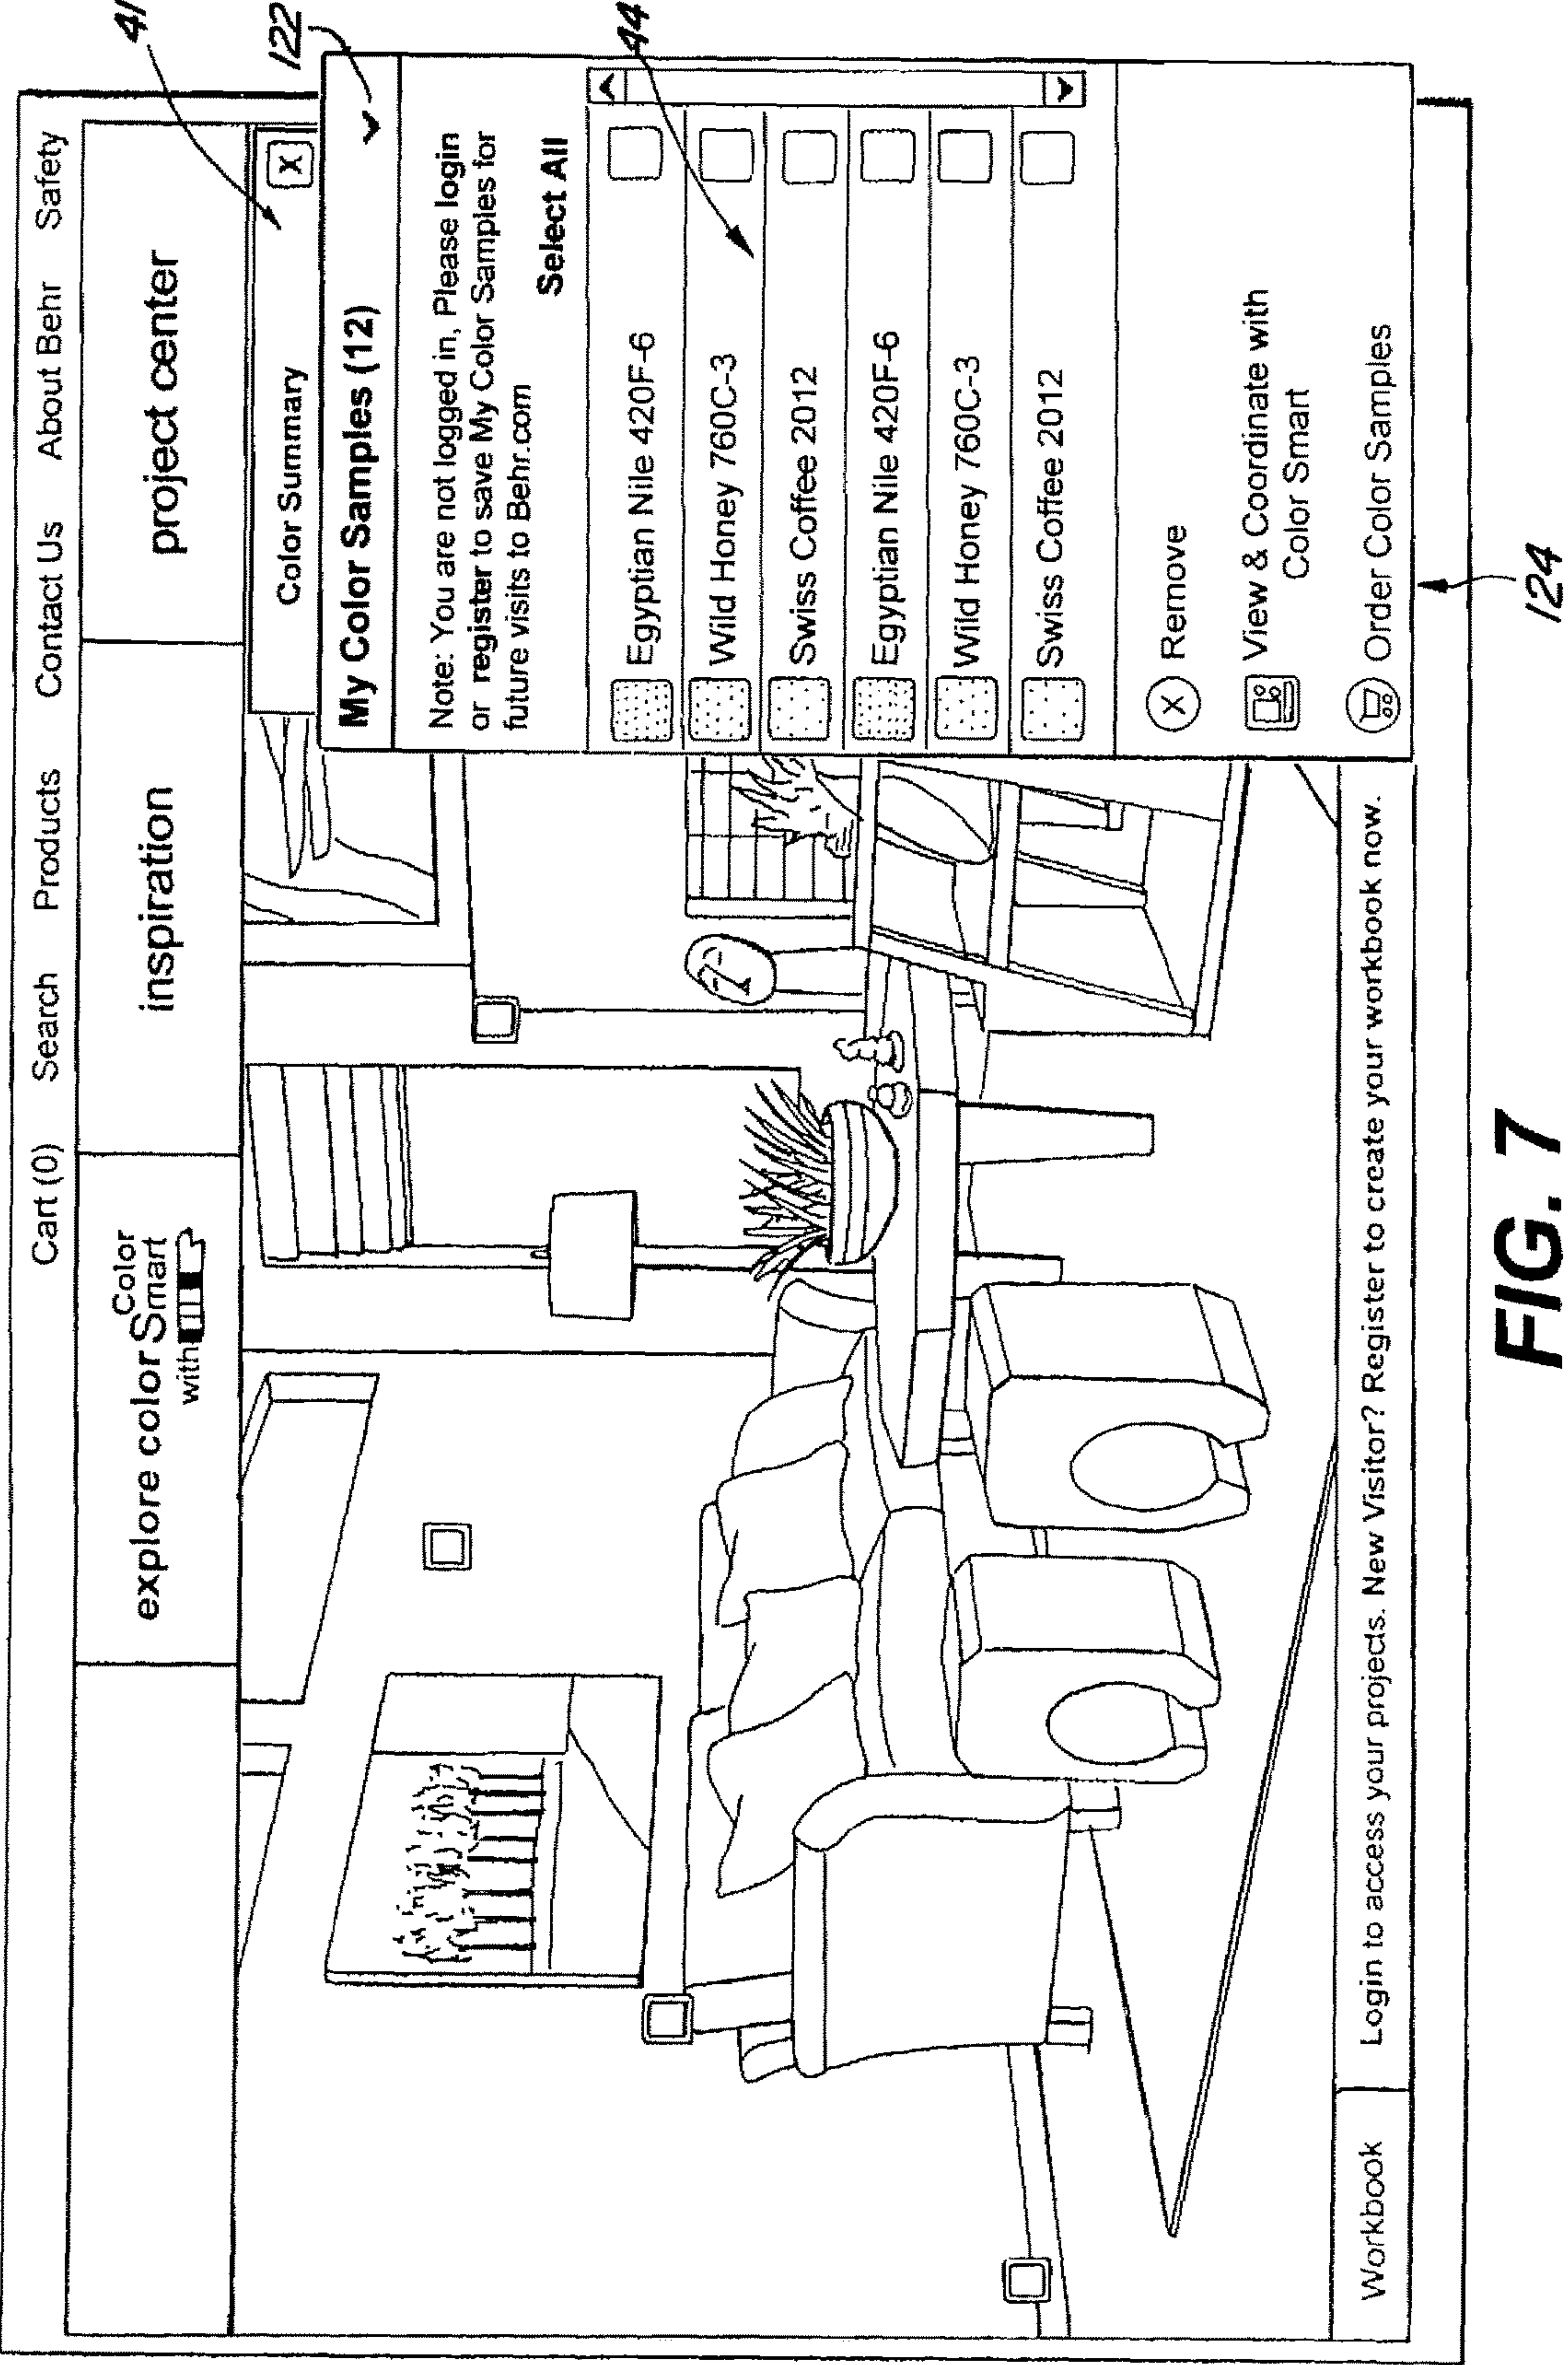 Cart (0) Search Products Contact Us About Behr Safety
explore color
with
Color
Smart
inspiration
project center
41
Color Summary X
122
My Color Samples (12)
Note: You are not logged in, Please login
or register to save My Color Samples for
future visits to Behr.com
Select All
44
Egyptian Nile 420F-6
Wild Honey 760C-3
Swiss Coffee 2012
Egyptian Nile 420F-6
Wild Honey 760C-3
Swiss Coffee 2012
X Remove
View & Coordinate with
Color Smart
Order Color Samples
Workbook Login to access your projects. New Visitor? Register to create your workbook now.
124
FIG. 7